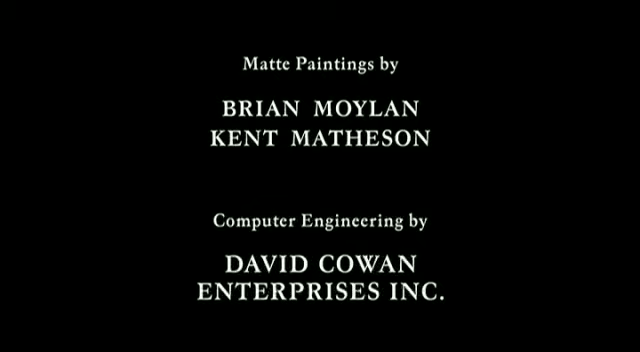 Matte Paintings by
BRIAN MOYLAN
KENT MATHESON
Computer Engineering by
DAVID COWAN
ENTERPRISES INC.